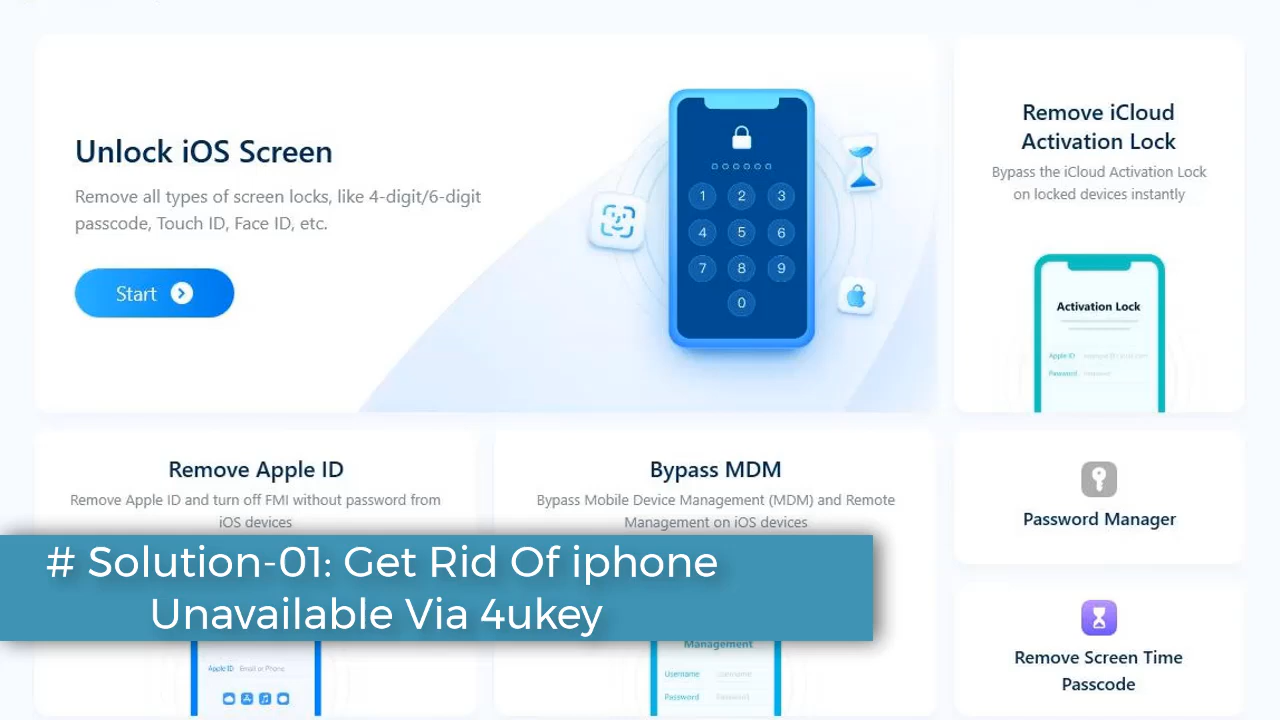 Unlock iOS Screen
Remove all types of screen locks, like 4-digit/6-digit
passcode, Touch ID, Face ID, etc.
Start
1 2 3
4 5 6
7 8 9
0
Remove iCloud
Activation Lock
Bypass the iCloud Activation Lock
on locked devices instantly
Activation Lock
Apple ID
Password
Remove Apple ID
Remove Apple ID and turn off FMI without password from
iOS devices
Bypass MDM
Bypass Mobile Device Management (MDM) and Remote
Management on iOS devices
Password Manager
# Solution-01: Get Rid Of iphone
Unavailable Via 4ukey
Apple ID Email or Phone
Management
Username username
Password Password
Remove Screen Time
Passcode